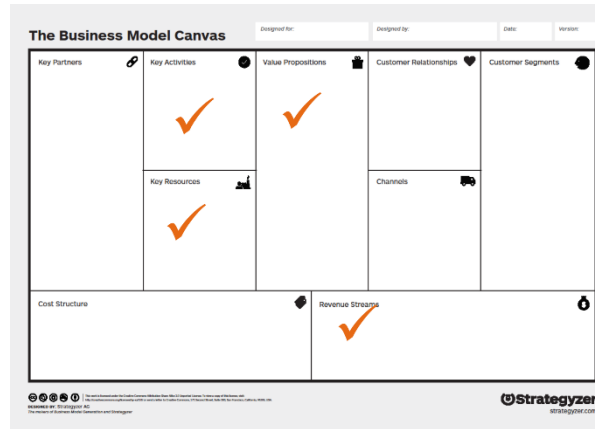 The Business Model Canvas
Designed for:
Designed by:
Date:
Version:
Key Partners
Key Activities
Value Propositions
Customer Relationships
Customer Segments
Key Resources
Channels
Cost Structure
Revenue Streams
DESIGNED BY: Strategyzer AG
The makers of Business Model Generation and Strategyzer
Strategyzer
strategyzer.com